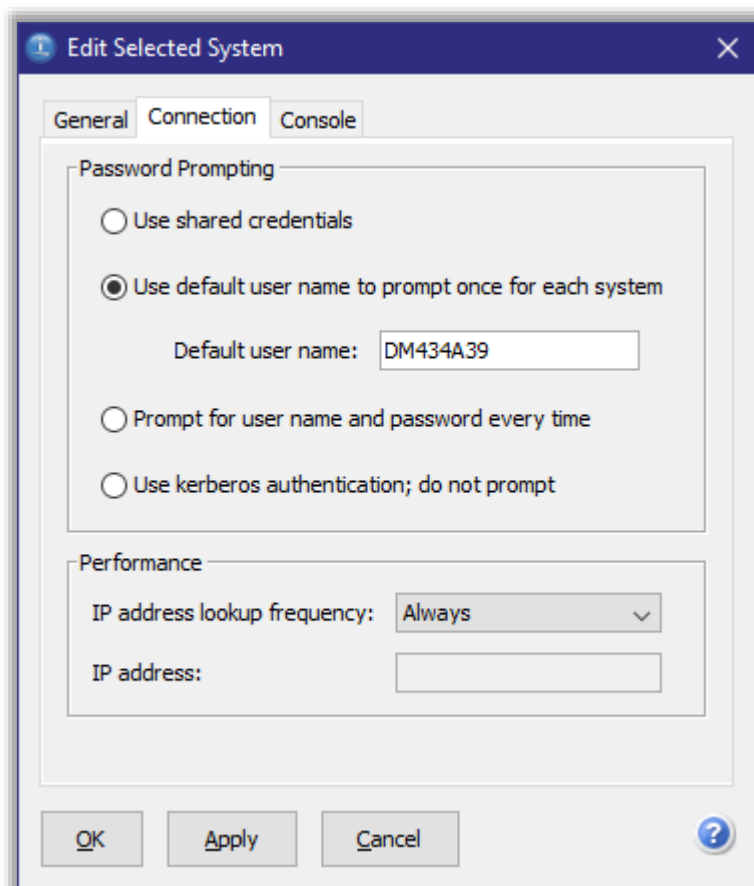 Edit Selected System
General Connection Console
Password Prompting
Use shared credentials
Use default user name to prompt once for each system
Default user name: DM434A39
Prompt for user name and password every time
Use kerberos authentication; do not prompt
Performance
IP address lookup frequency: Always
IP address:
OK Apply Cancel ?